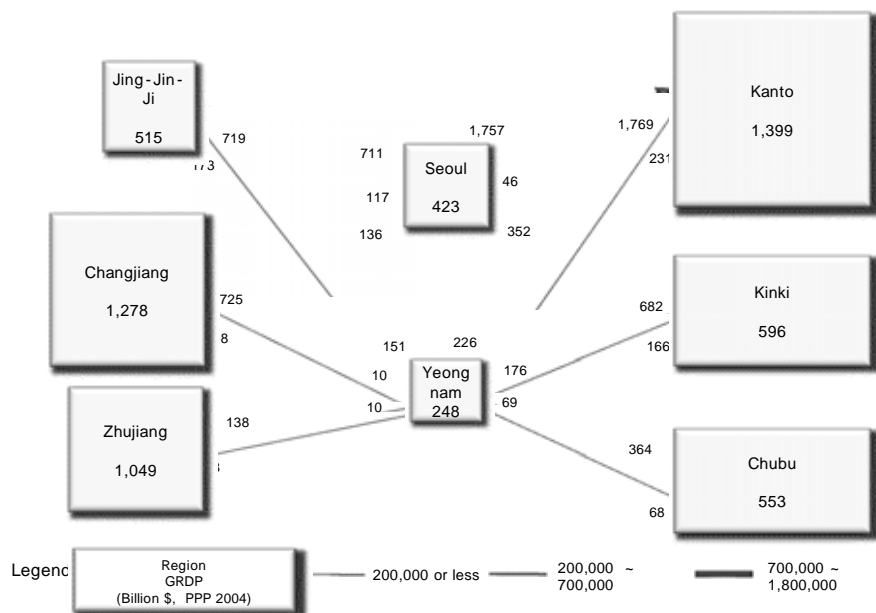 Jing-Jin-
Ji
515
719
Kanto
1,399
1,769
231
1,757
711
Seoul
423
46
117
136
352
Changjiang
1,278
725
8
Kinki
596
682
166
151
226
10
Yeong
nam
248
176
10
69
Zhujiang
1,049
138
Chubu
553
364
68
Legend
Region
GRDP
(Billion $, PPP 2004)
200,000 or less
200,000 ~
700,000
700,000 ~
1,800,000